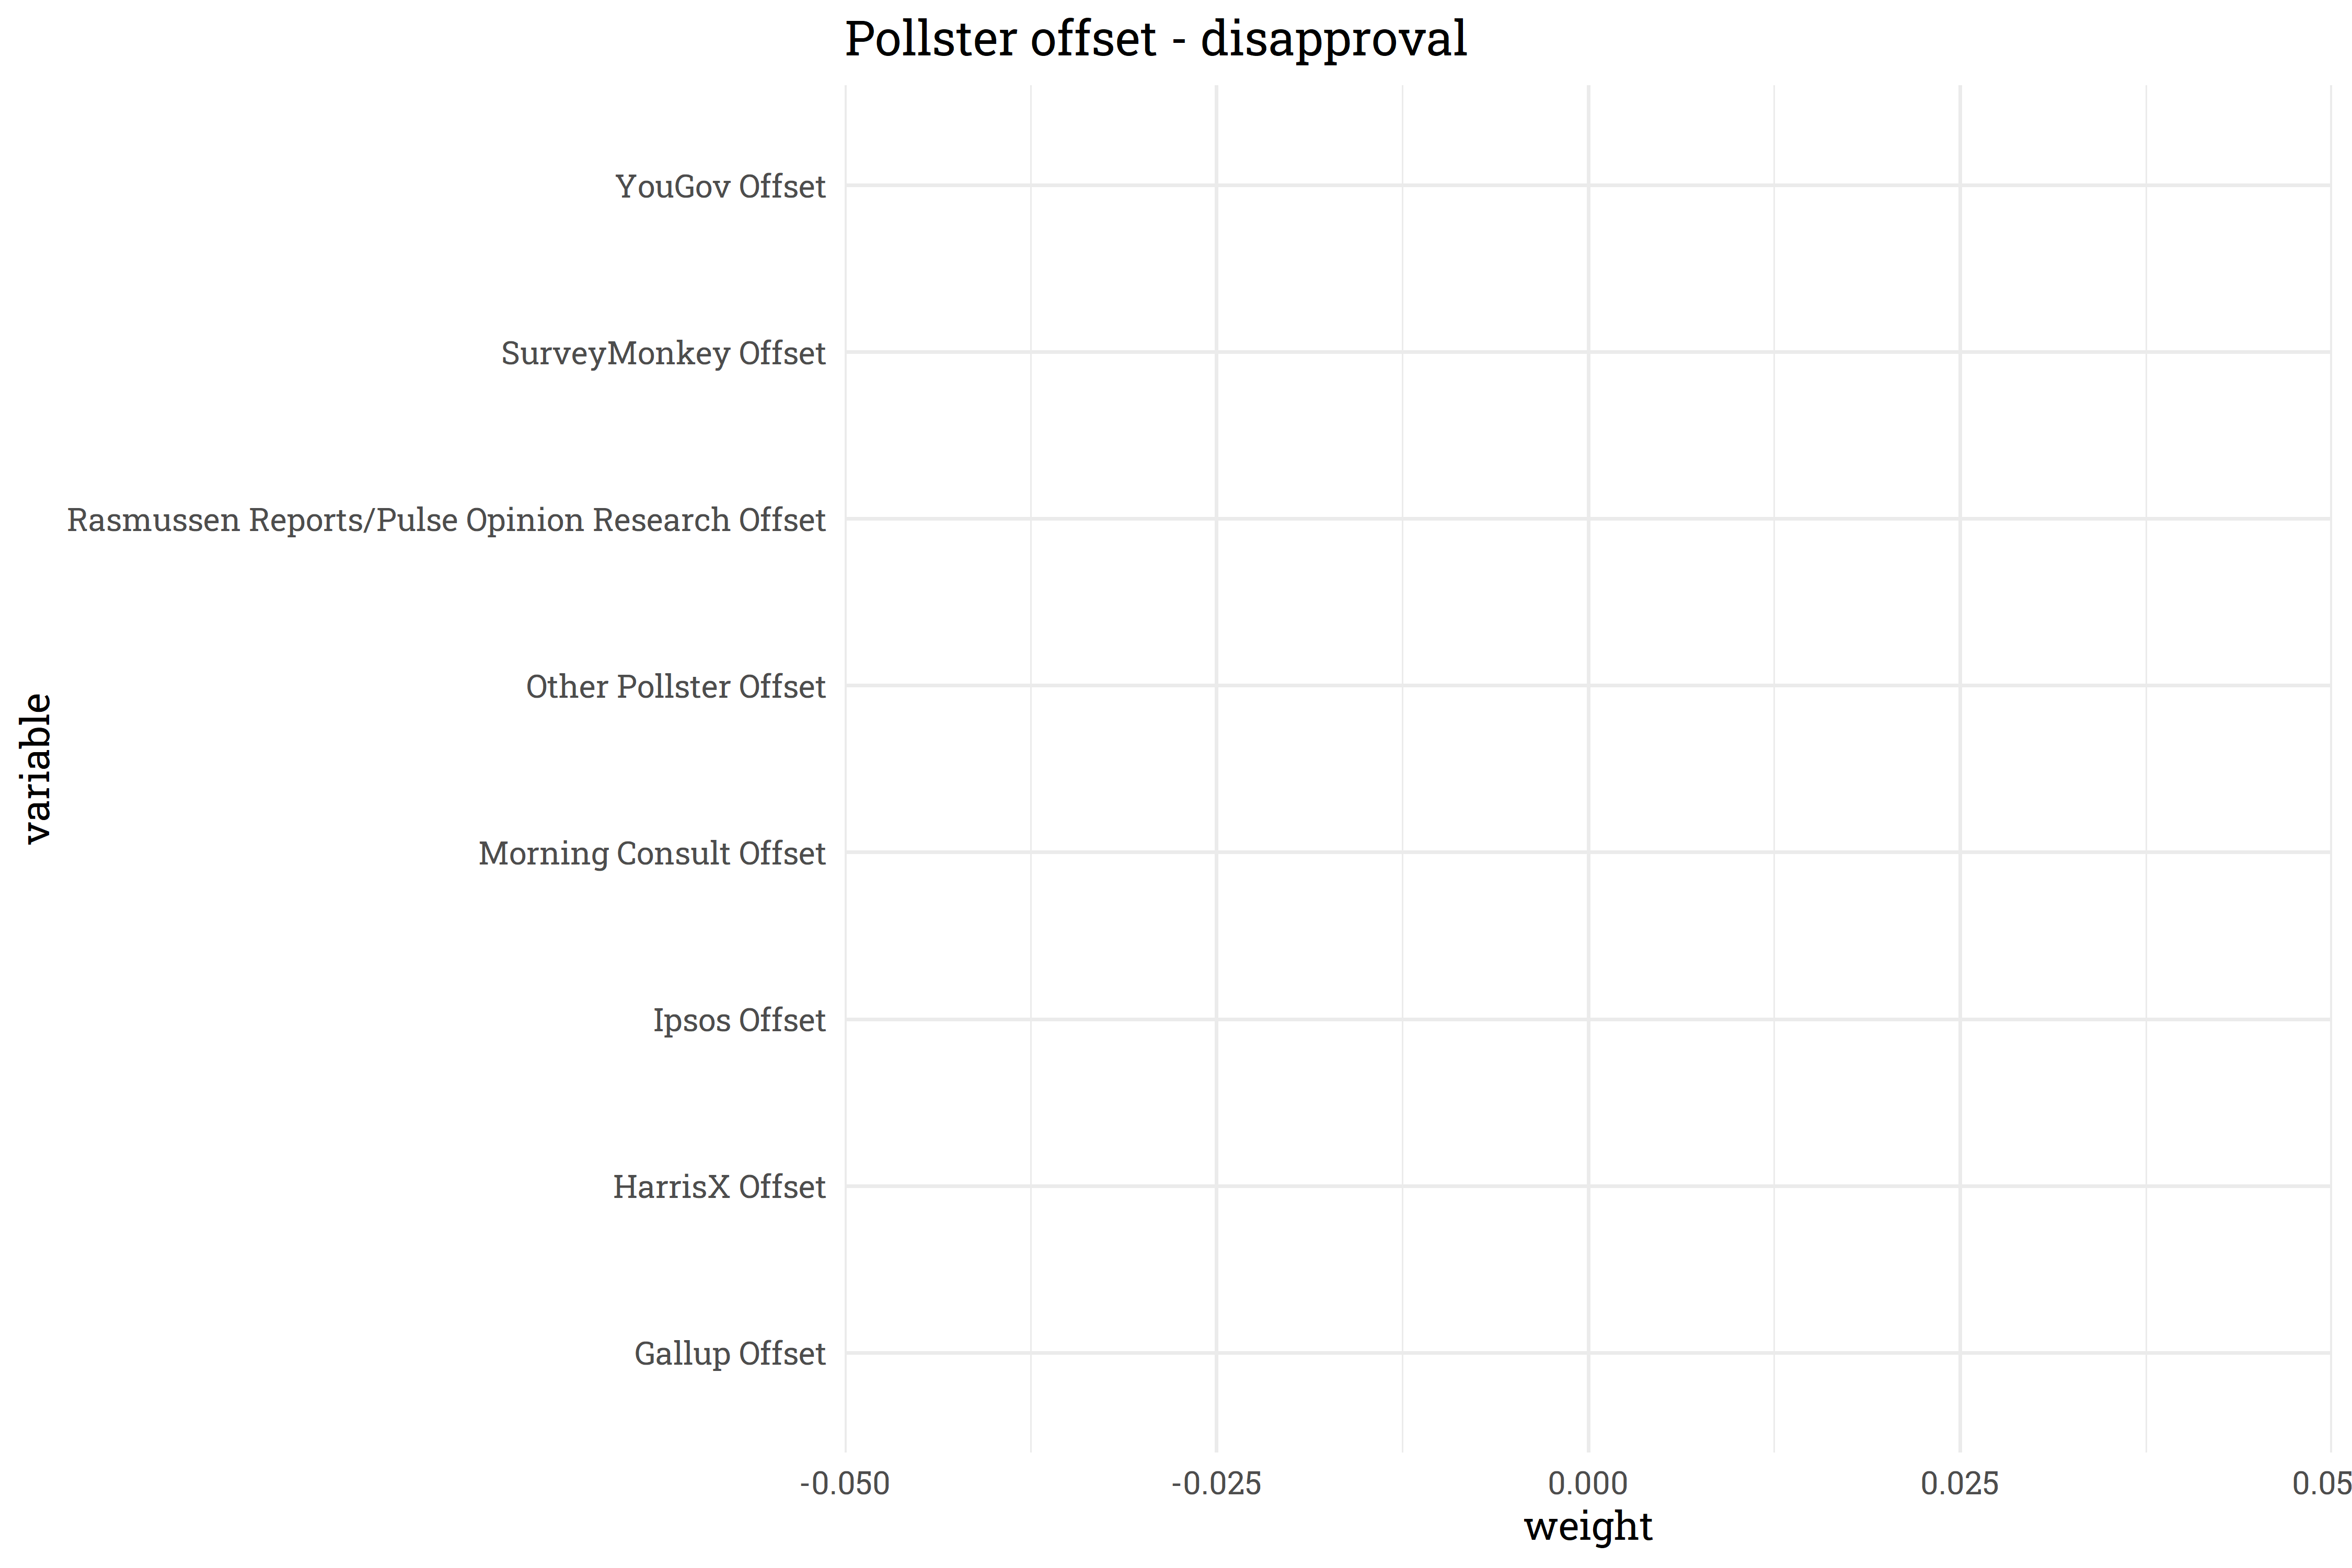 Pollster offset - disapproval
YouGov Offset
SurveyMonkey Offset
Rasmussen Reports/Pulse Opinion Research Offset
Other Pollster Offset
Morning Consult Offset
Ipsos Offset
HarrisX Offset
Gallup Offset
variable
-0.050 -0.025 0.000 0.025 0.05
weight